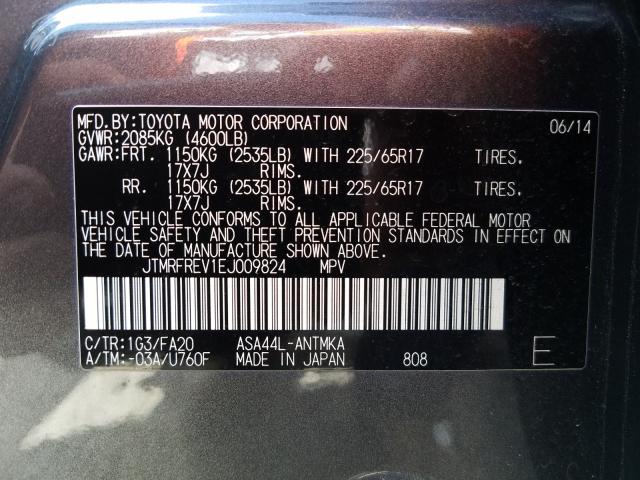 MFD.BY:TOYOTA MOTOR CORPORATION 06/14
GVWR:2085KG (4600LB)
GAWR:FRT. 1150KG (2535LB) WITH 225/65R17 TIRES.
17X7J RIMS.
RR. 1150KG (2535LB) WITH 225/65R17 TIRES.
17X7J RIMS.
THIS VEHICLE CONFORMS TO ALL APPLICABLE FEDERAL MOTOR
VEHICLE SAFETY AND THEFT PREVENTION STANDARDS IN EFFECT ON
THE DATE OF MANUFACTURE SHOWN ABOVE.
JTMRFREV1EJ009824 MPV
C/TR:1G3/FA20 ASA44L-ANTMKA
A/TM:-03A/U760F MADE IN JAPAN 808 E